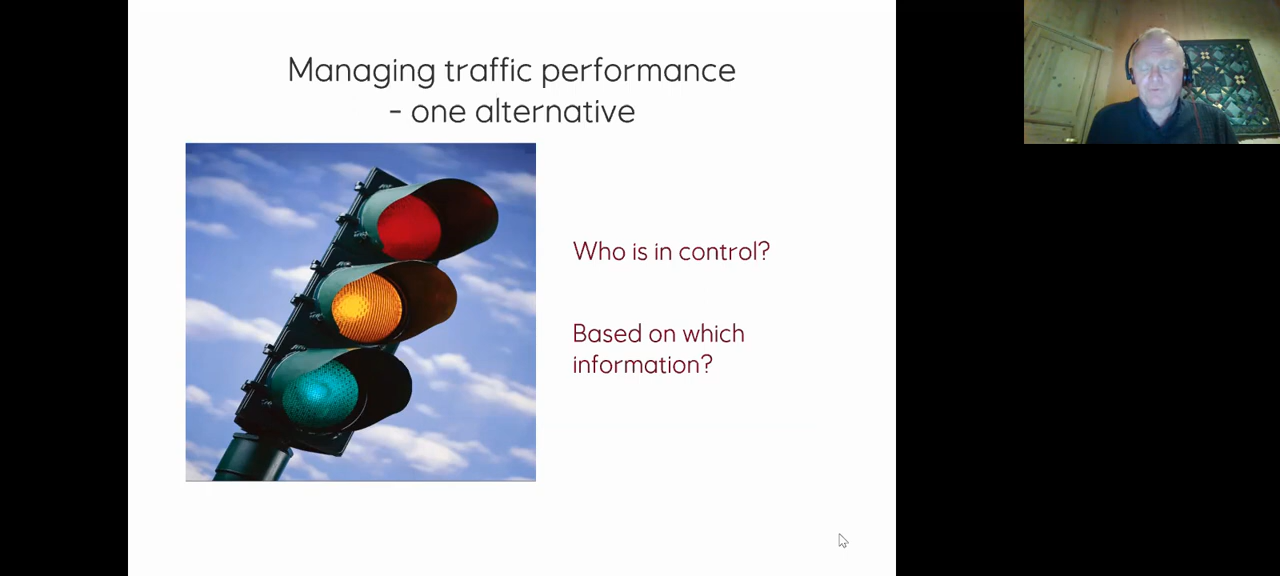 Managing traffic performance
- one alternative
Who is in control?
Based on which
information?